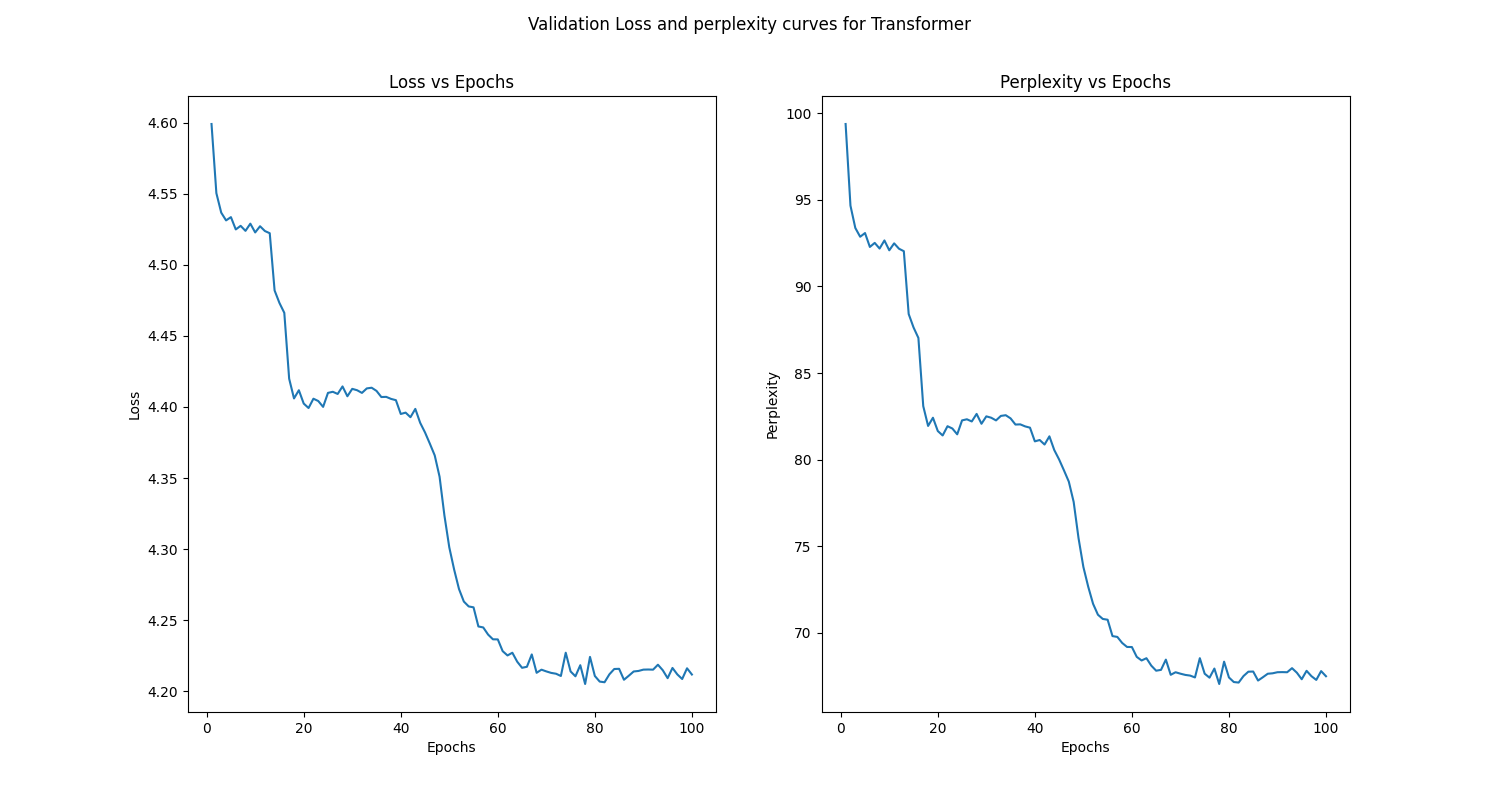 Validation Loss and perplexity curves for Transformer
Loss vs Epochs
4.60
4.55
4.50
4.45
4.40
4.35
4.30
4.25
4.20
Loss
0 20 40 60 80 100
Epochs
Perplexity vs Epochs
100
95
90
85
80
75
70
Perplexity
0 20 40 60 80 100
Epochs